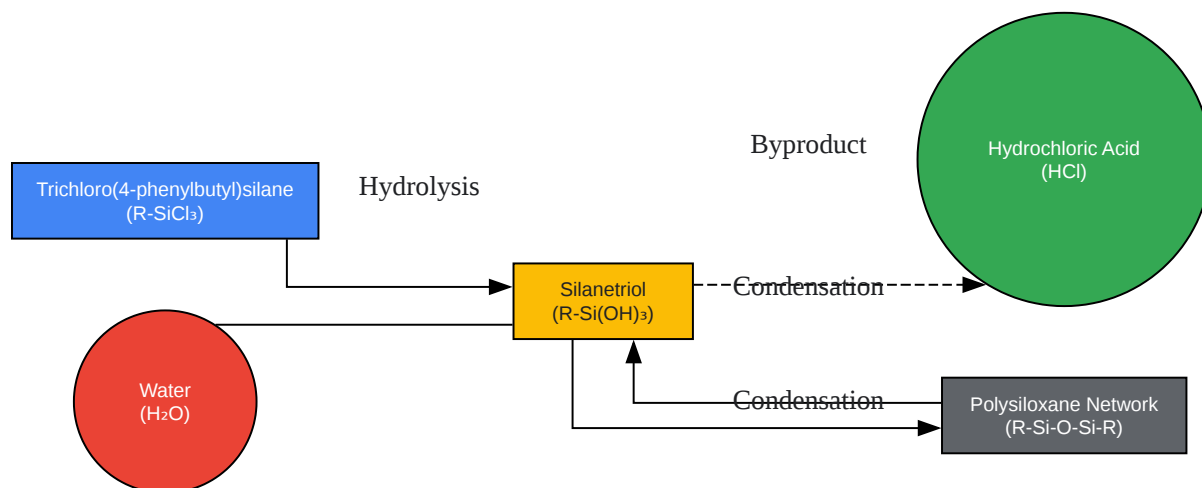 Trichloro(4-phenylbutyl)silane
(R-SiCl₃)
Hydrolysis
Byproduct
Hydrochloric Acid
(HCl)
Silanetriol
(R-Si(OH)₃)
Condensation
Water
(H₂O)
Condensation
Polysiloxane Network
(R-Si-O-Si-R)